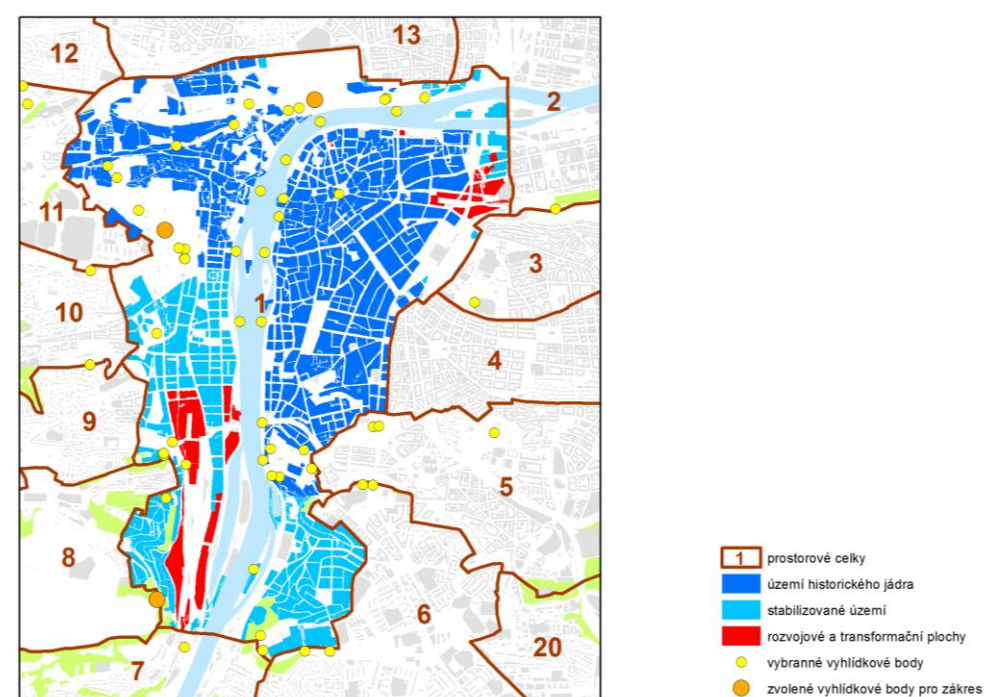 12
13
2
11
3
10
1
4
9
5
8
6
7
20
1 prostorové celky
území historického jádra
stabilizované území
rozvojové a transformační plochy
vybranné vyhlídkové body
zvolené vyhlídkové body pro zákres